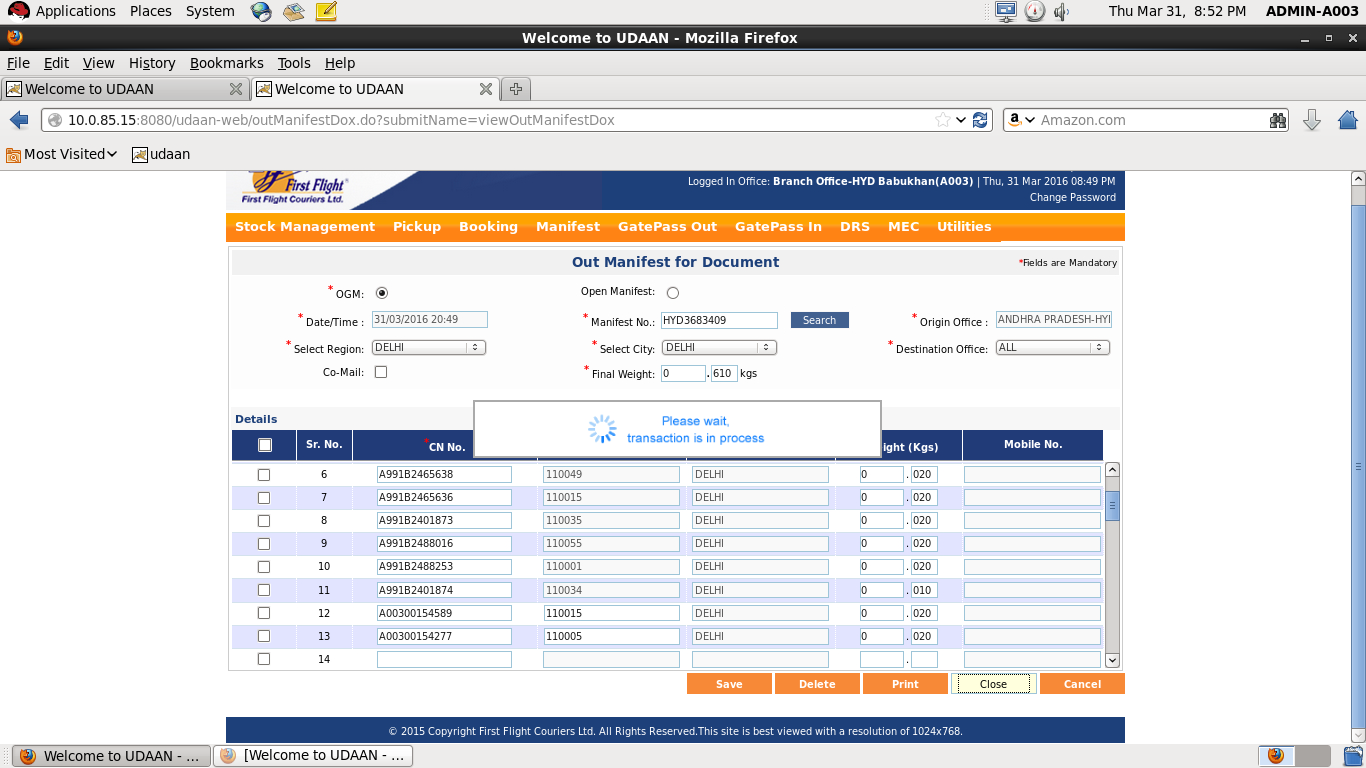 Applications Places System Thu Mar 31, 8:52 PM ADMIN-A003
Welcome to UDAAN - Mozilla Firefox
File Edit View History Bookmarks Tools Help
Welcome to UDAAN Welcome to UDAAN
10.0.85.15:8080/udaan-web/outManifestDox.do?submitName=viewOutManifestDox Amazon.com
Most Visited udaan
First Flight
First Flight Couriers Ltd.
Logged In Office: Branch Office-HYD Babukhan(A003) | Thu, 31 Mar 2016 08:49 PM
Change Password
Stock Management Pickup Booking Manifest GatePass Out GatePass In DRS MEC Utilities
Out Manifest for Document *Fields are Mandatory
* OGM: Open Manifest:
* Date/Time : 31/03/2016 20:49 * Manifest No.: HYD3683409 Search * Origin Office : ANDHRA PRADESH-HYI
* Select Region: DELHI * Select City: DELHI * Destination Office: ALL
Co-Mail: * Final Weight: 0 . 610 kgs
Details
Please wait,
transaction is in process
Sr. No. *CN No. ight (Kgs) Mobile No.
6 A991B2465638 110049 DELHI 0 . 020
7 A991B2465636 110015 DELHI 0 . 020
8 A991B2401873 110035 DELHI 0 . 020
9 A991B2488016 110055 DELHI 0 . 020
10 A991B2488253 110001 DELHI 0 . 020
11 A991B2401874 110034 DELHI 0 . 010
12 A00300154589 110015 DELHI 0 . 020
13 A00300154277 110005 DELHI 0 . 020
14 .
Save Delete Print Close Cancel
© 2015 Copyright First Flight Couriers Ltd. All Rights Reserved.This site is best viewed with a resolution of 1024x768.
Welcome to UDAAN - ... [Welcome to UDAAN - ...